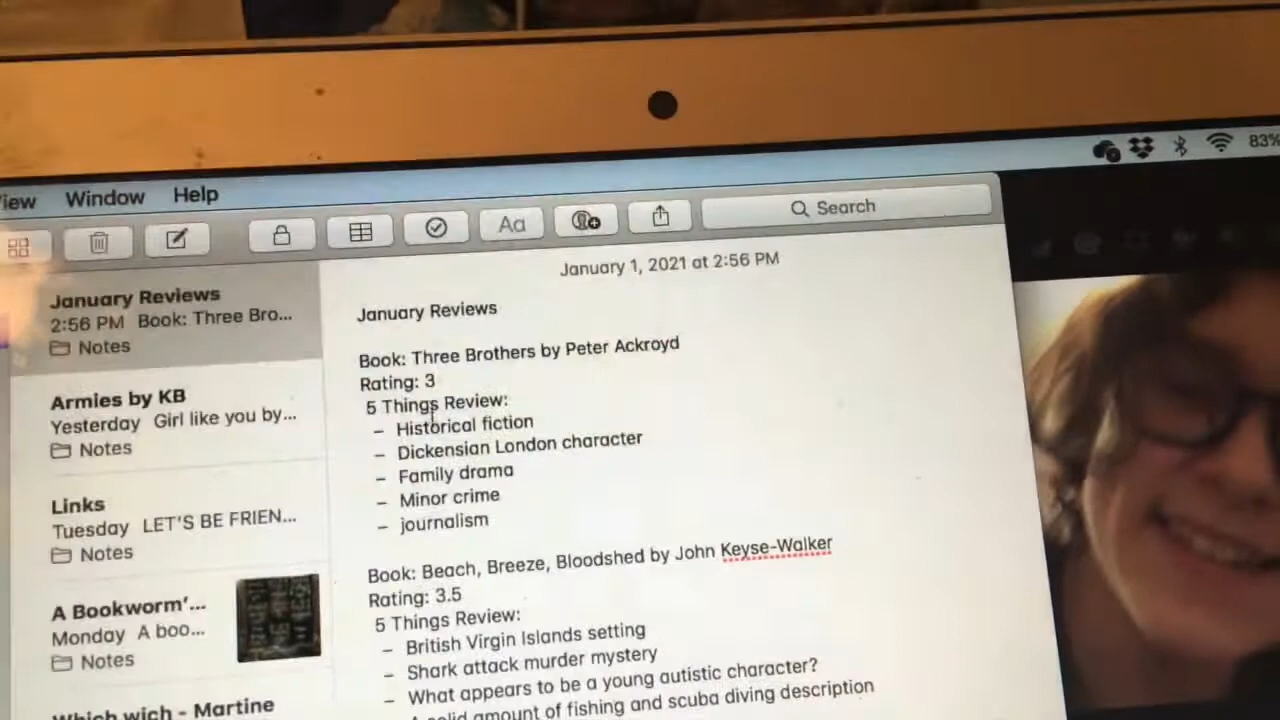 View Window Help
83%
Search
January 1, 2021 at 2:56 PM
January Reviews
2:56 PM Book: Three Bro...
Notes
Armies by KB
Yesterday Girl like you by...
Notes
Links
Tuesday LET'S BE FRIEN...
Notes
A Bookworm'...
Monday A boo...
Notes
Which wich - Martine
January Reviews
Book: Three Brothers by Peter Ackroyd
Rating: 3
5 Things Review:
– Historical fiction
– Dickensian London character
– Family drama
– Minor crime
– journalism
Book: Beach, Breeze, Bloodshed by John Keyse-Walker
Rating: 3.5
5 Things Review:
– British Virgin Islands setting
– Shark attack murder mystery
– What appears to be a young autistic character?
– A solid amount of fishing and scuba diving description